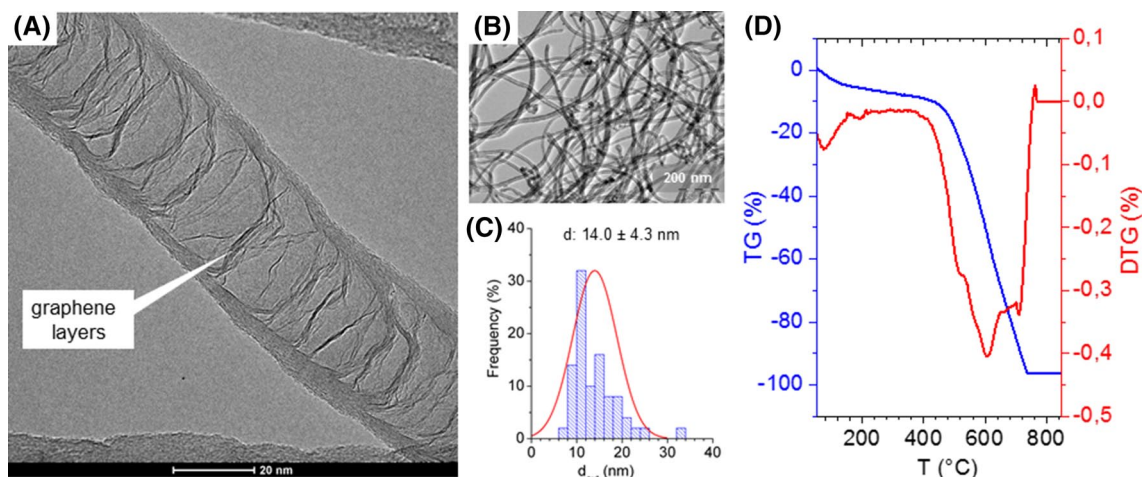 (A)
graphene
layers
20 nm
(B)
200 nm
(C)
d: 14.0 ± 4.3 nm
Frequency (%)
40
30
20
10
0
0 10 20 30 40
(nm)
(D)
TG (%)
0
-20
-40
-60
-80
-100
200 400 600 800
T (°C)
0,1
0,0
-0,1
-0,2
-0,3
-0,4
-0,5
DTG (%)